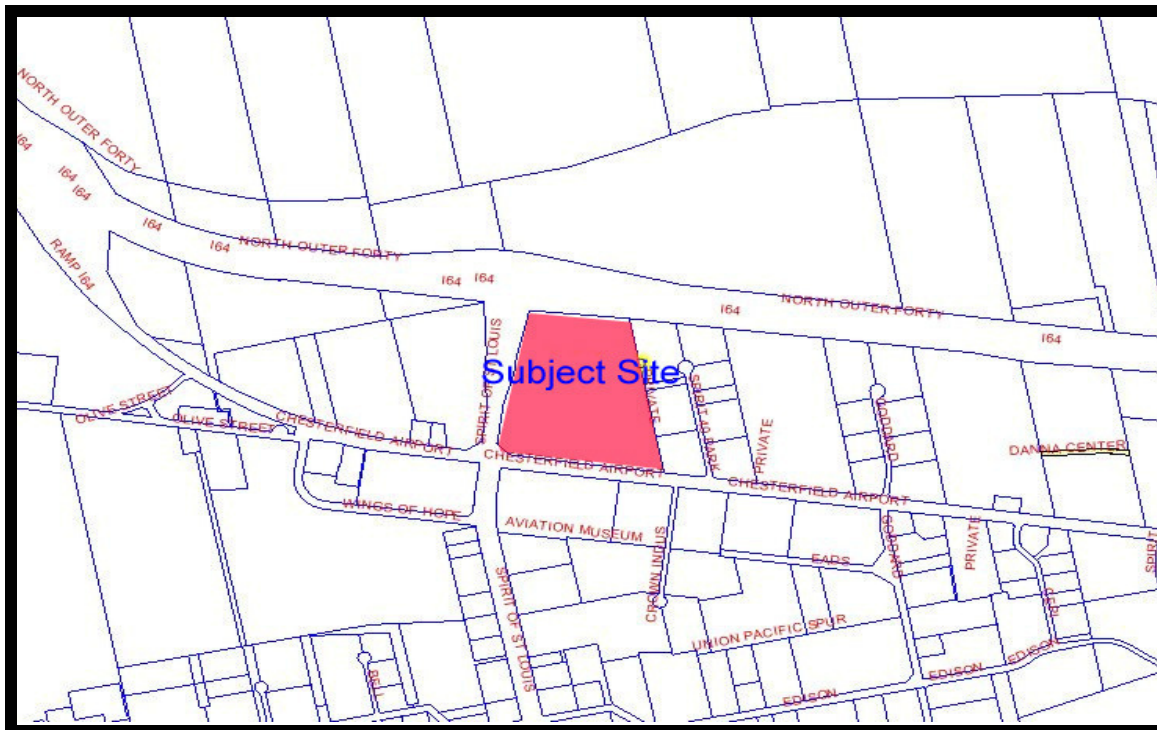 NORTH OUTER FORTY
I64
I64
I64
I64
I64
NORTH OUTER FORTY
RAMP I64
I64
I64
I64
NORTH OUTER FORTY
I64
SPIRIT OF ST LOUIS
Subject Site
PRIVATE
SPIRIT 40 PARK
PRIVATE
GODDARD
OLIVE STREET
OLIVE STREET
CHESTERFIELD AIRPORT
CHESTERFIELD AIRPORT
CHESTERFIELD AIRPORT
DANNA CENTER
WINGS OF HOPE
AVIATION MUSEUM
CROWN INDUS
EADS
GODDARD
PRIVATE
SPIRIT
SPIRIT OF ST LOUIS
UNION PACIFIC SPUR
CEPI
BELL
EDISON
EDISON
EDISON